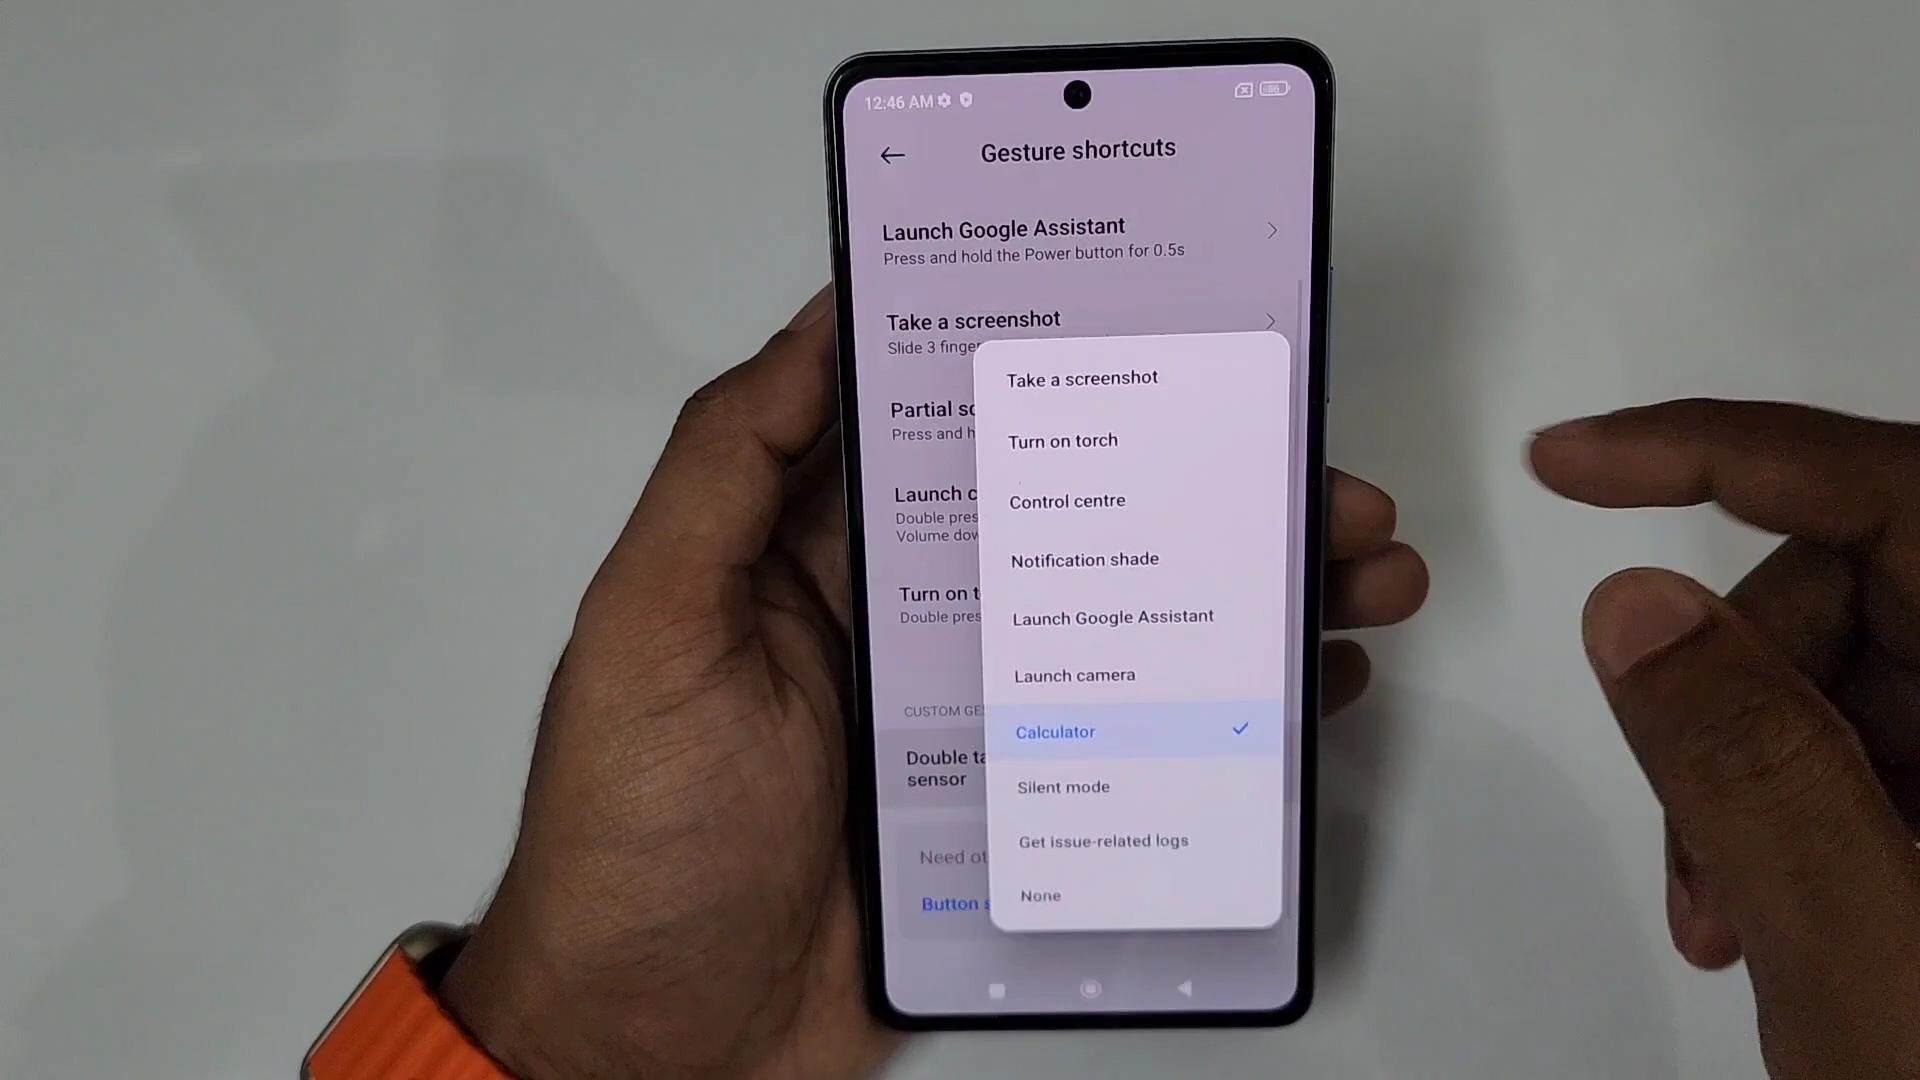 12:46 AM
86
Gesture shortcuts
Launch Google Assistant
Press and hold the Power button for 0.5s
Take a screenshot
Slide 3 finger
Partial sc
Press and h
Launch c
Double pres
Volume dow
Turn on t
Double pres
CUSTOM GES
Double ta
sensor
Need ot
Button s
Take a screenshot
Turn on torch
Control centre
Notification shade
Launch Google Assistant
Launch camera
Calculator
Silent mode
Get issue-related logs
None